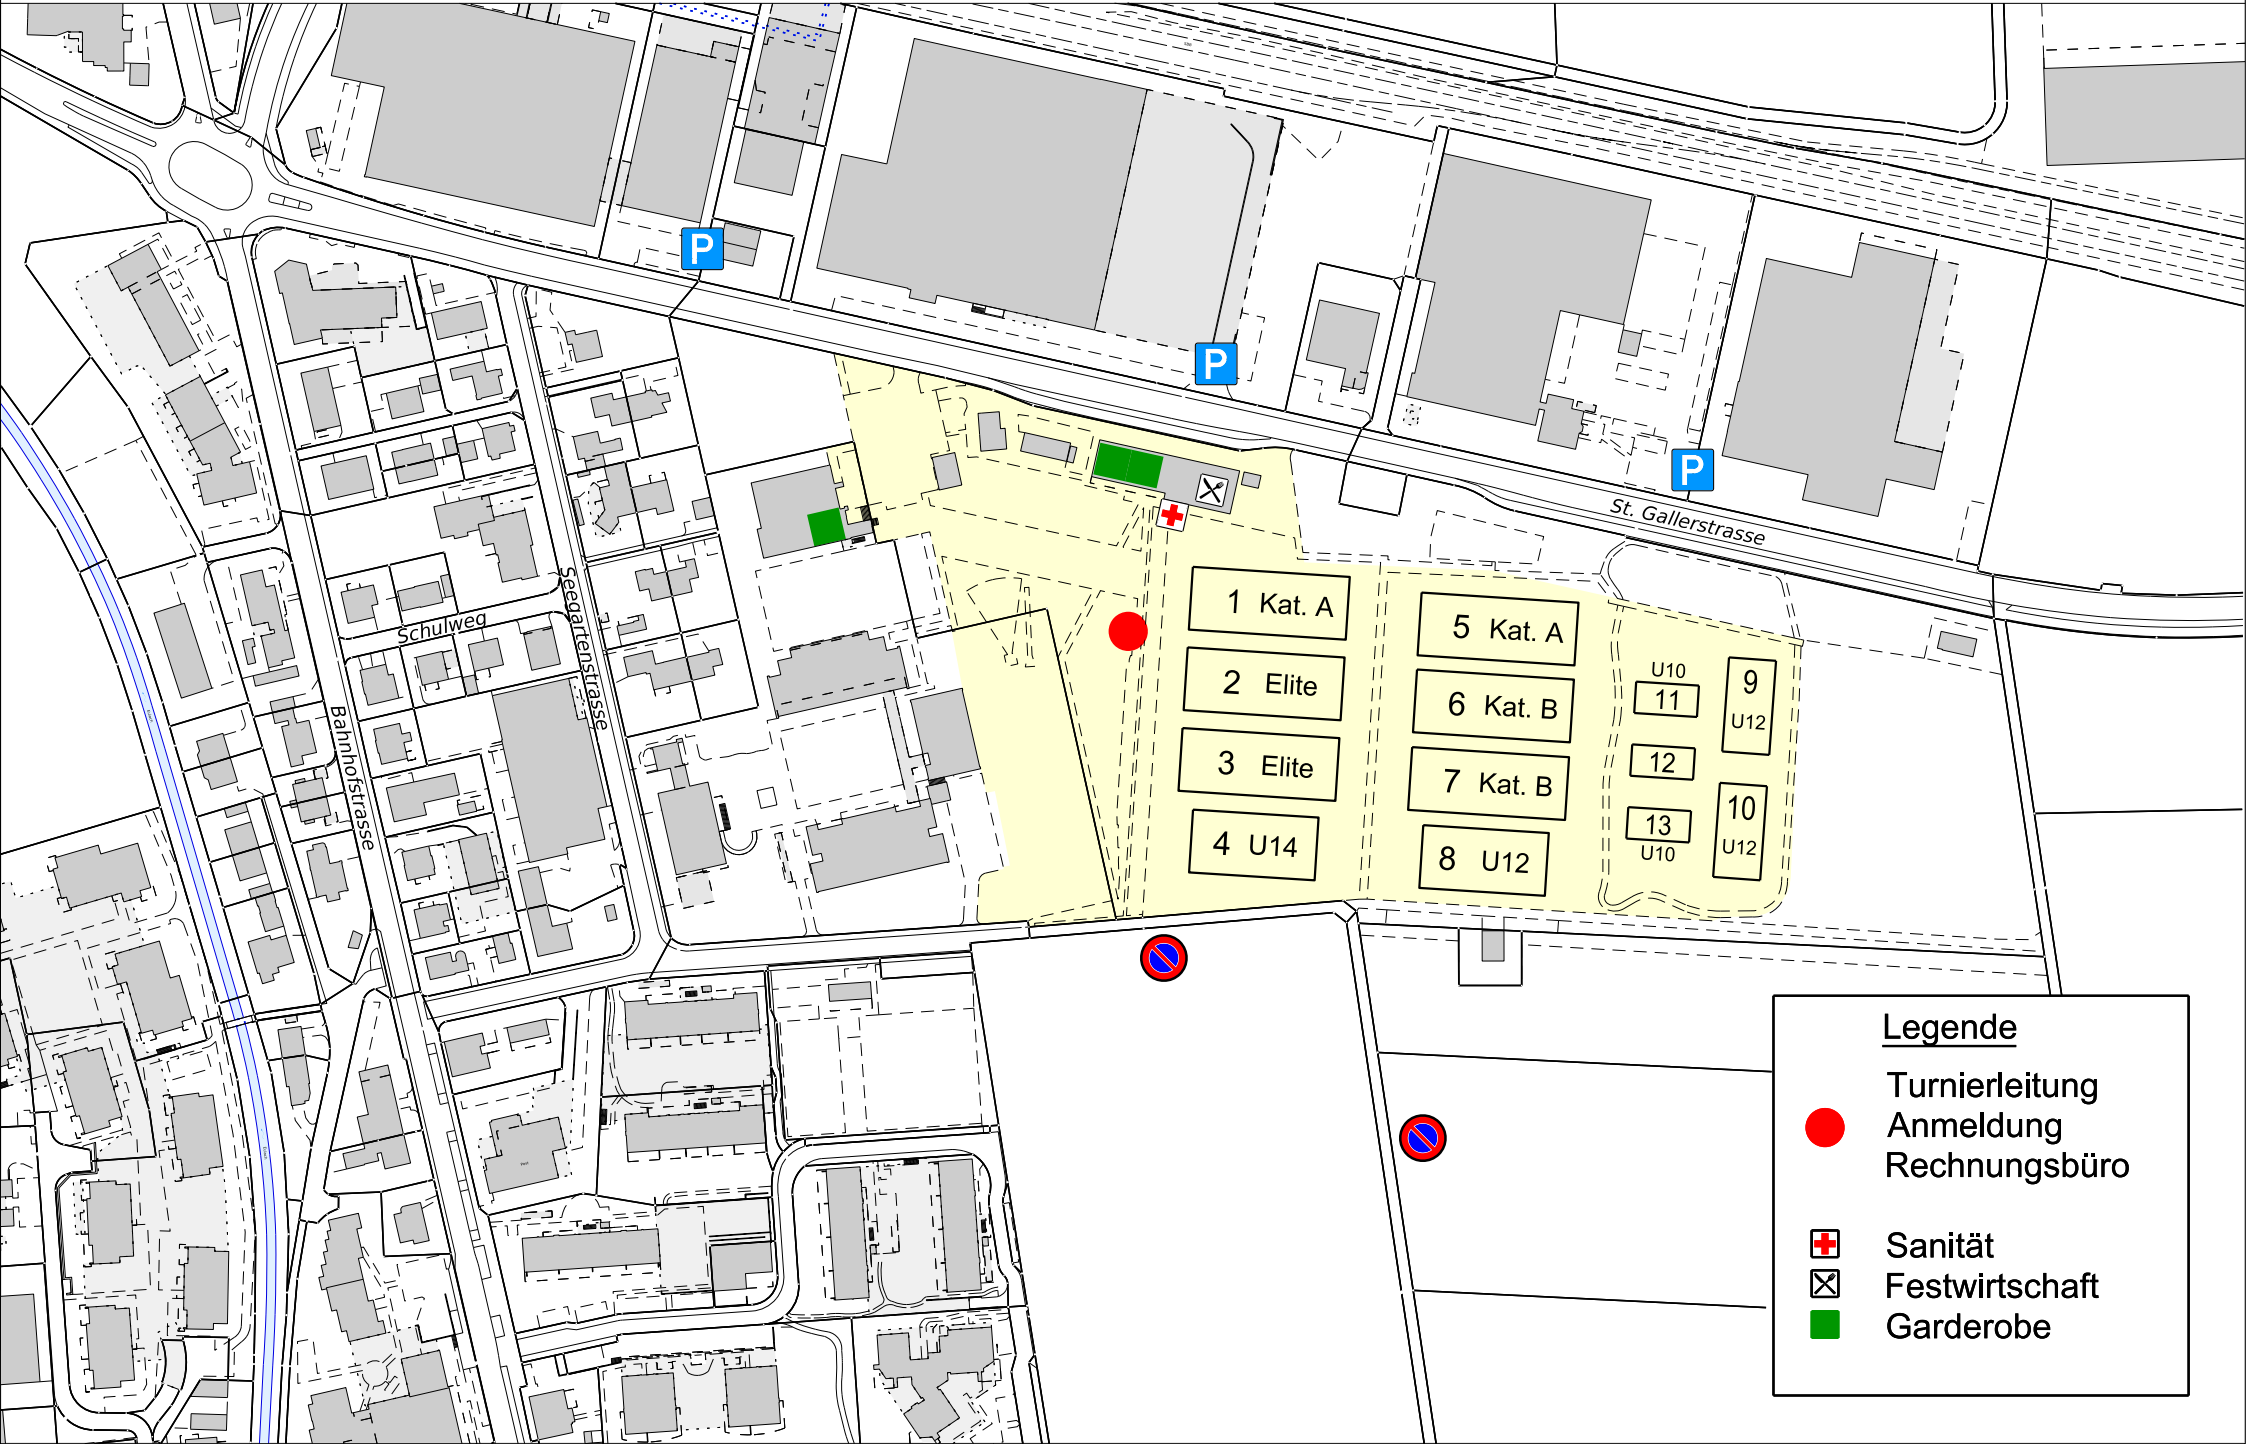 P
P
P
St. Gallerstrasse
Schulweg
Seegartenstrasse
Bahnhofstrasse
1 Kat. A
2 Elite
3 Elite
4 U14
5 Kat. A
6 Kat. B
7 Kat. B
8 U12
U10
11
12
13
U10
9
U12
10
U12
Legende
Turnierleitung
Anmeldung
Rechnungsbüro
Sanität
Festwirtschaft
Garderobe